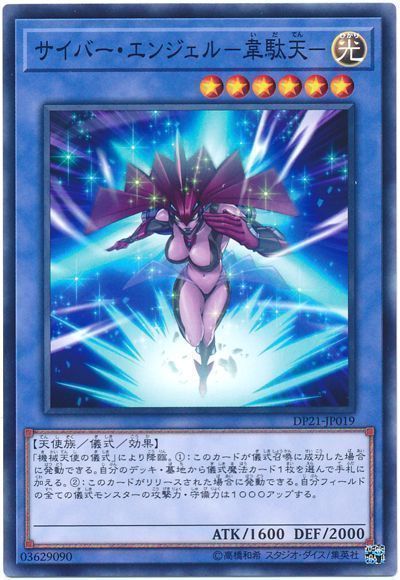 サイバー・エンジェル－韋駄天－
光
DP21-JP019
【天使族／儀式／効果】
「機械天使の儀式」により降臨。①：このカードが儀式召喚に成功した場合
に発動できる。自分のデッキ・墓地から儀式魔法カード1枚を選んで手札に
加える。②：このカードがリリースされた場合に発動できる。自分フィールド
の全ての儀式モンスターの攻撃力・守備力は1000アップする。
ATK/1600 DEF/2000
03629090
©高橋和希 スタジオ・ダイス/集英社